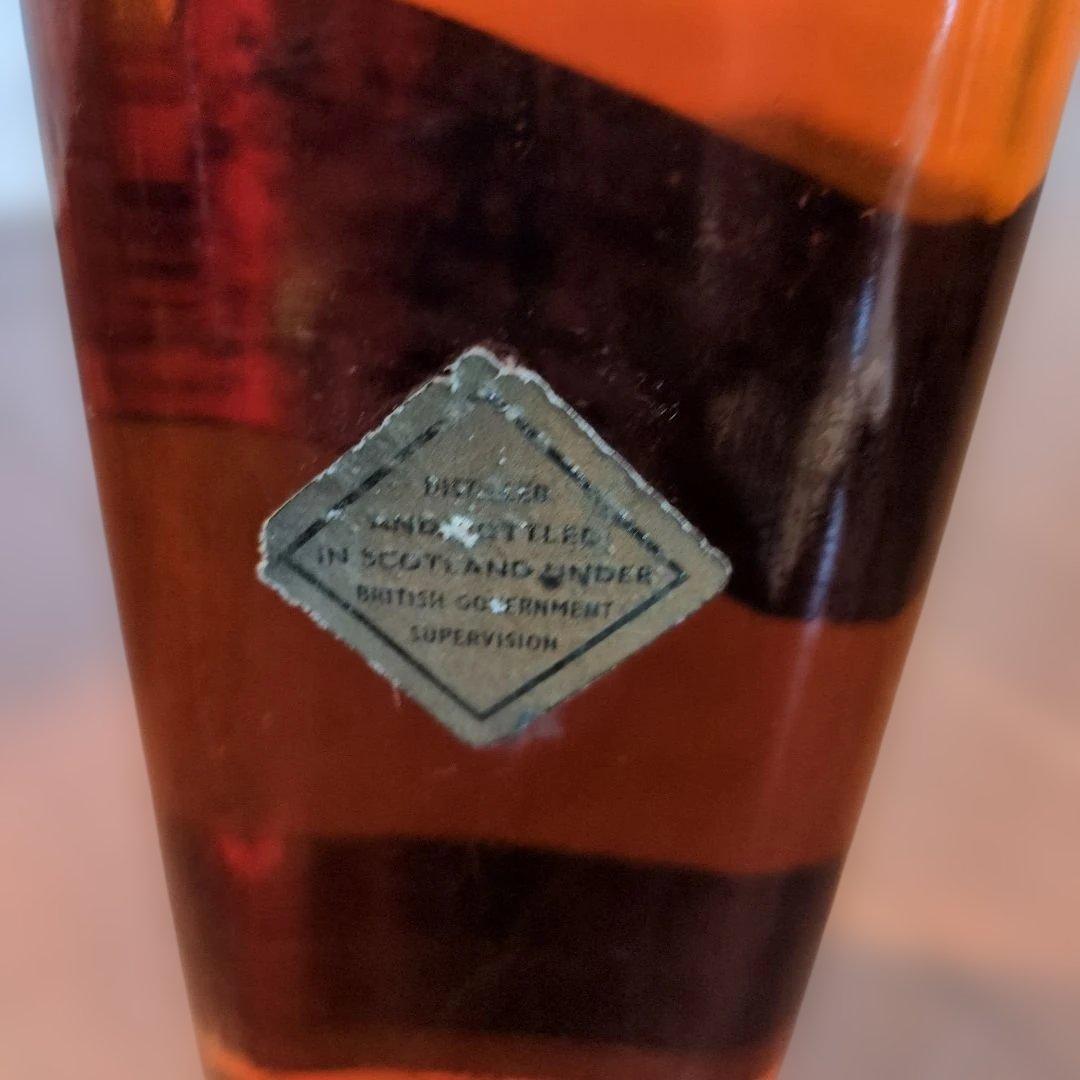 DISTILLED
AND BOTTLED
IN SCOTLAND UNDER
BRITISH GOVERNMENT
SUPERVISION